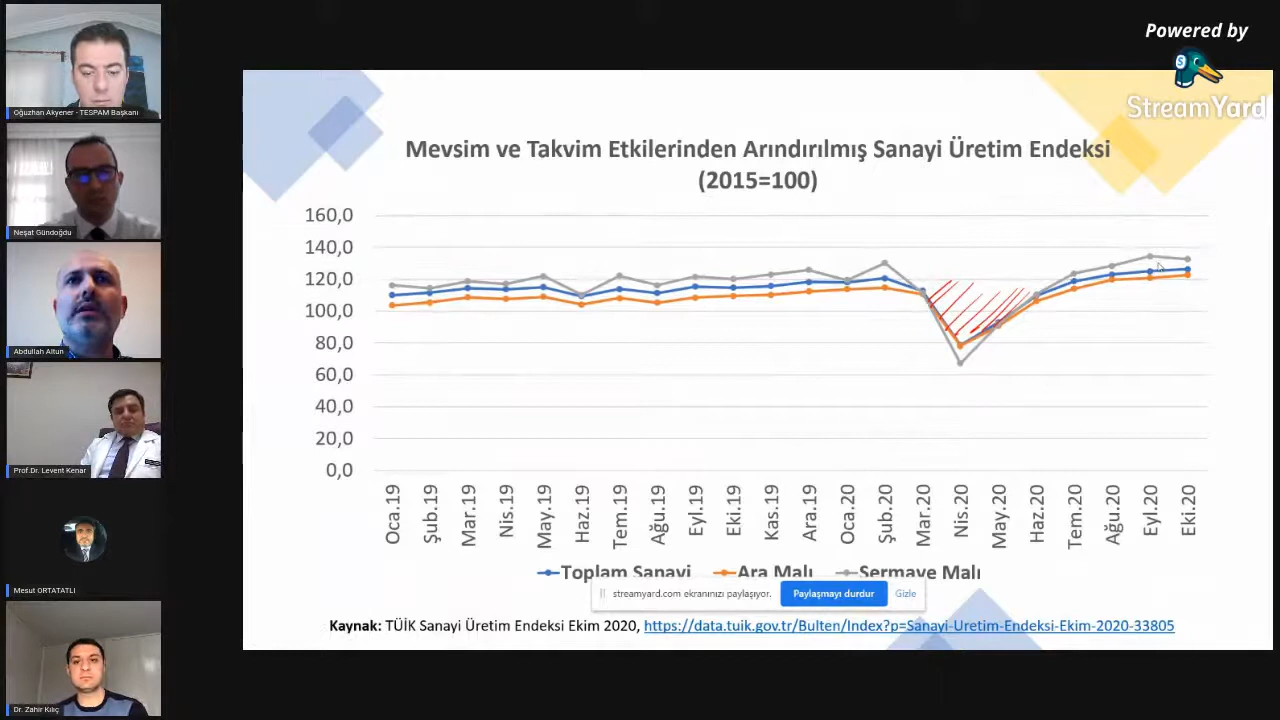 Powered by
StreamYard
Oğuzhan Akyener - TESPAM Başkanı
Neşat Gündoğdu
Abdullah Altun
Prof.Dr. Levent Kenar
Mesut ORTATATLI
Dr. Zahir Kılıç
Mevsim ve Takvim Etkilerinden Arındırılmış Sanayi Üretim Endeksi
(2015=100)
160,0
140,0
120,0
100,0
80,0
60,0
40,0
20,0
0,0
Oca.19 Şub.19 Mar.19 Nis.19 May.19 Haz.19 Tem.19 Ağu.19 Eyl.19 Eki.19 Kas.19 Ara.19 Oca.20 Şub.20 Mar.20 Nis.20 May.20 Haz.20 Tem.20 Ağu.20 Eyl.20 Eki.20
Toplam Sanayi Ara Malı Sermaye Malı
streamyard.com ekranınızı paylaşıyor. Paylaşmayı durdur Gizle
Kaynak: TÜİK Sanayi Üretim Endeksi Ekim 2020, https://data.tuik.gov.tr/Bulten/Index?p=Sanayi-Uretim-Endeksi-Ekim-2020-33805